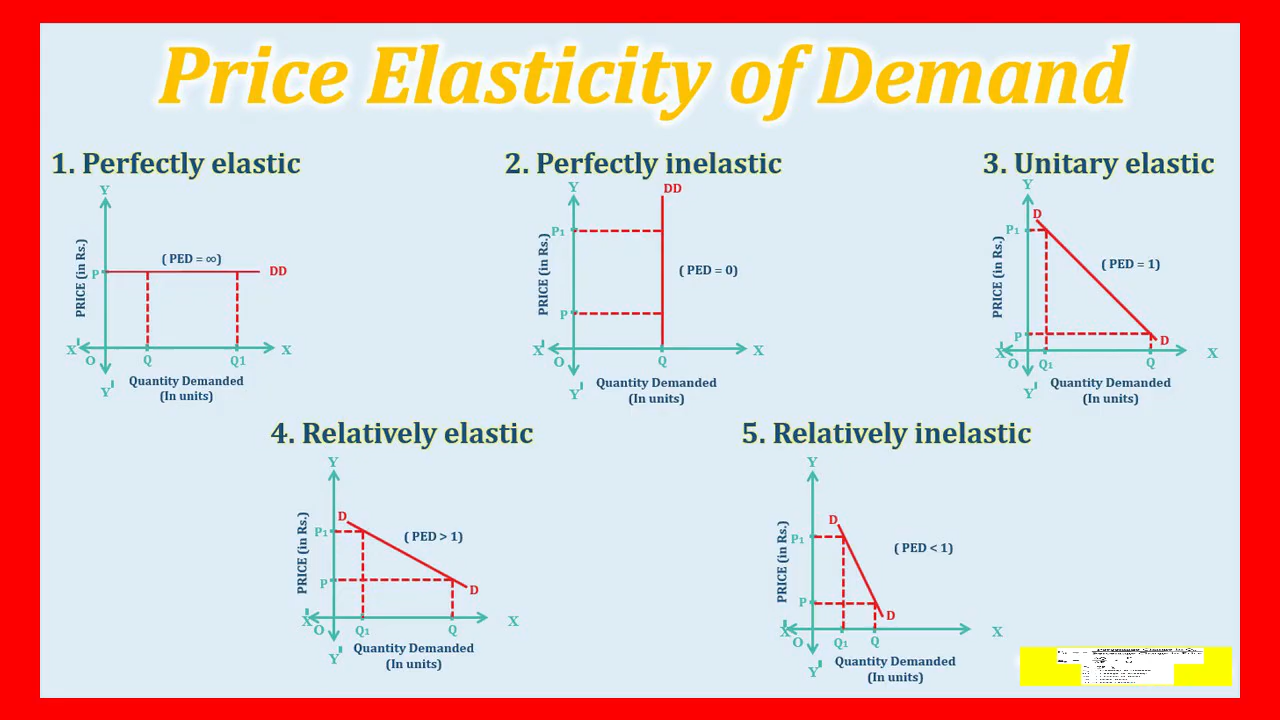 Price Elasticity of Demand
1. Perfectly elastic
Y
PRICE (in Rs.)
( PED = ∞)
P
DD
X'
O
Q
Q1
X
Y'
Quantity Demanded
(In units)
2. Perfectly inelastic
Y
DD
PRICE (in Rs.)
P₁
( PED = 0)
P
X'
O
Q
X
Y'
Quantity Demanded
(In units)
3. Unitary elastic
Y
D
PRICE (in Rs.)
P₁
( PED = 1)
P
D
X'
O
Q₁
Q
X
Y'
Quantity Demanded
(In units)
4. Relatively elastic
Y
D
PRICE (in Rs.)
P₁
( PED > 1)
P
D
X'
O
Q₁
Q
X
Y'
Quantity Demanded
(In units)
5. Relatively inelastic
Y
D
PRICE (in Rs.)
P₁
( PED < 1)
P
D
X'
O
Q₁
Q
X
Y'
Quantity Demanded
(In units)